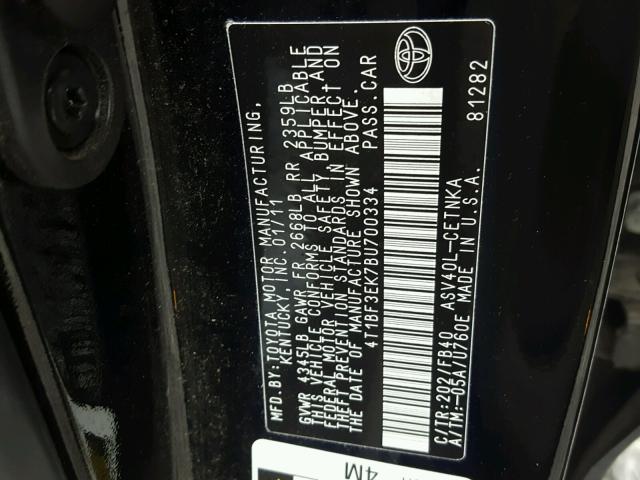 MFD.BY: TOYOTA MOTOR MANUFACTURING,
KENTUCKY, INC. 01/11
GVWR 4345LB GAWR FR 2668LB RR 2359LB
THIS VEHICLE CONFORMS TO ALL APPLICABLE
FEDERAL MOTOR VEHICLE SAFETY, BUMPER, AND
THEFT PREVENTION STANDARDS IN EFFECT ON
THE DATE OF MANUFACTURE SHOWN ABOVE.
4T1BF3EK7BU700334 PASS. CAR
C/TR:202/FB40 ASV40L-CETNKA
A/TM:-05A/U760E MADE IN U.S.A.
81282
4M